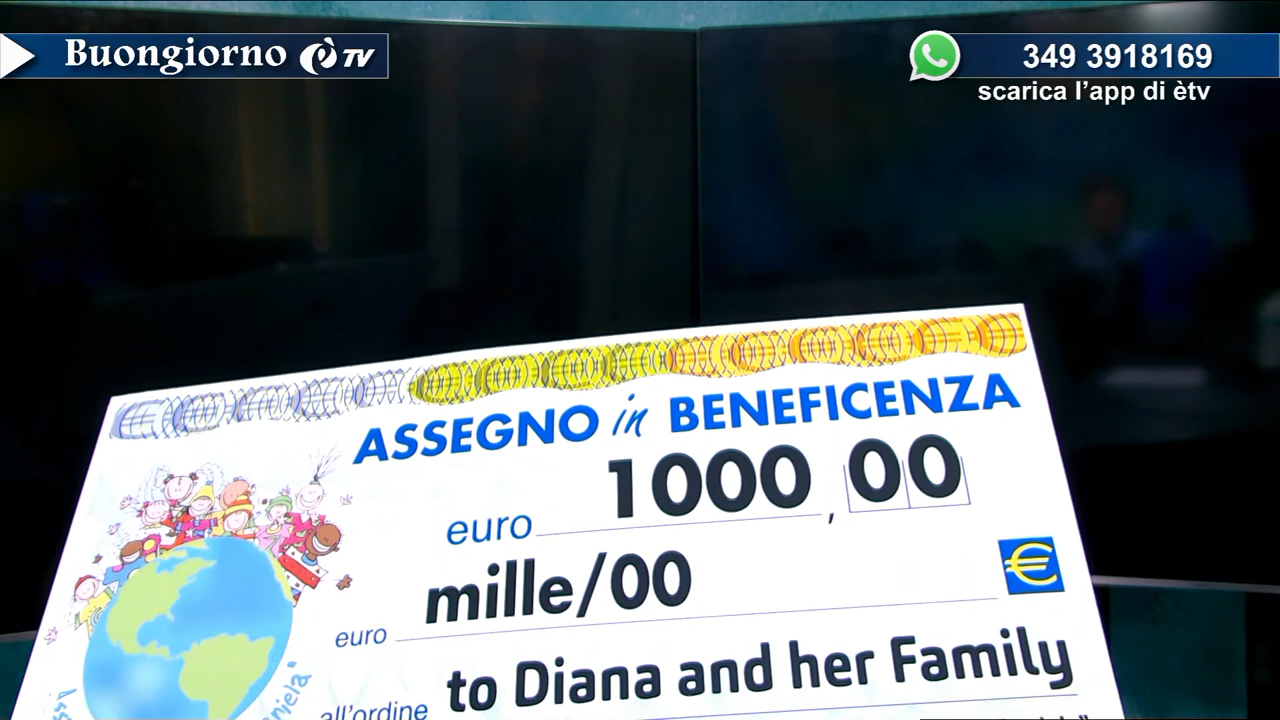 Buongiorno è TV
349 3918169
scarica l'app di ètv
ASSEGNO in BENEFICENZA
euro 1000,00
mille/00
euro
to Diana and her Family
all'ordine